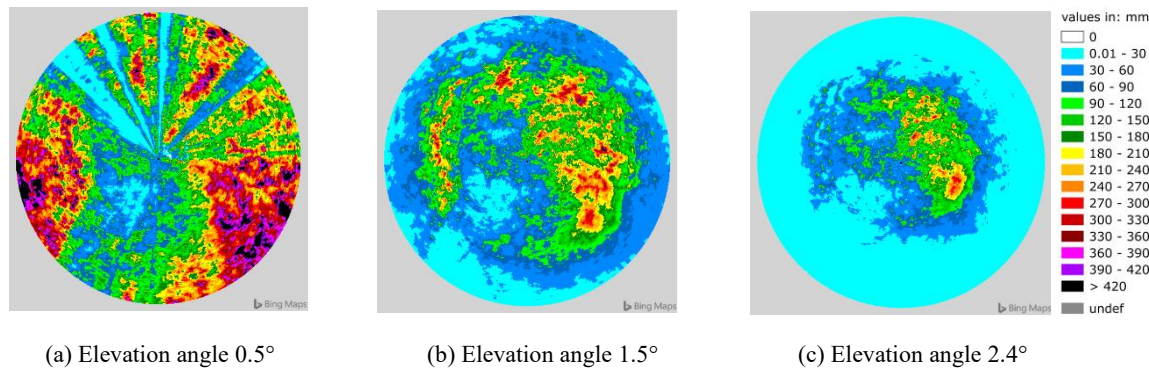 values in: mm
0
0.01 - 30
30 - 60
60 - 90
90 - 120
120 - 150
150 - 180
180 - 210
210 - 240
240 - 270
270 - 300
300 - 330
330 - 360
360 - 390
390 - 420
> 420
undef
Bing Maps
Bing Maps
Bing Maps
(a) Elevation angle 0.5°
(b) Elevation angle 1.5°
(c) Elevation angle 2.4°